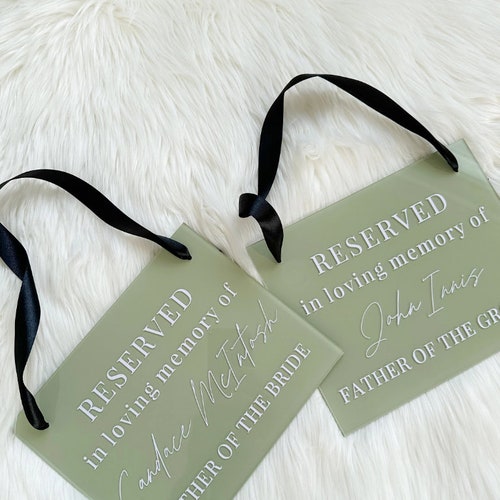 RESERVED
in loving memory of
Candace McIntosh
THER OF THE BRIDE
RESERVED
in loving memory of
John Innis
FATHER OF THE GR